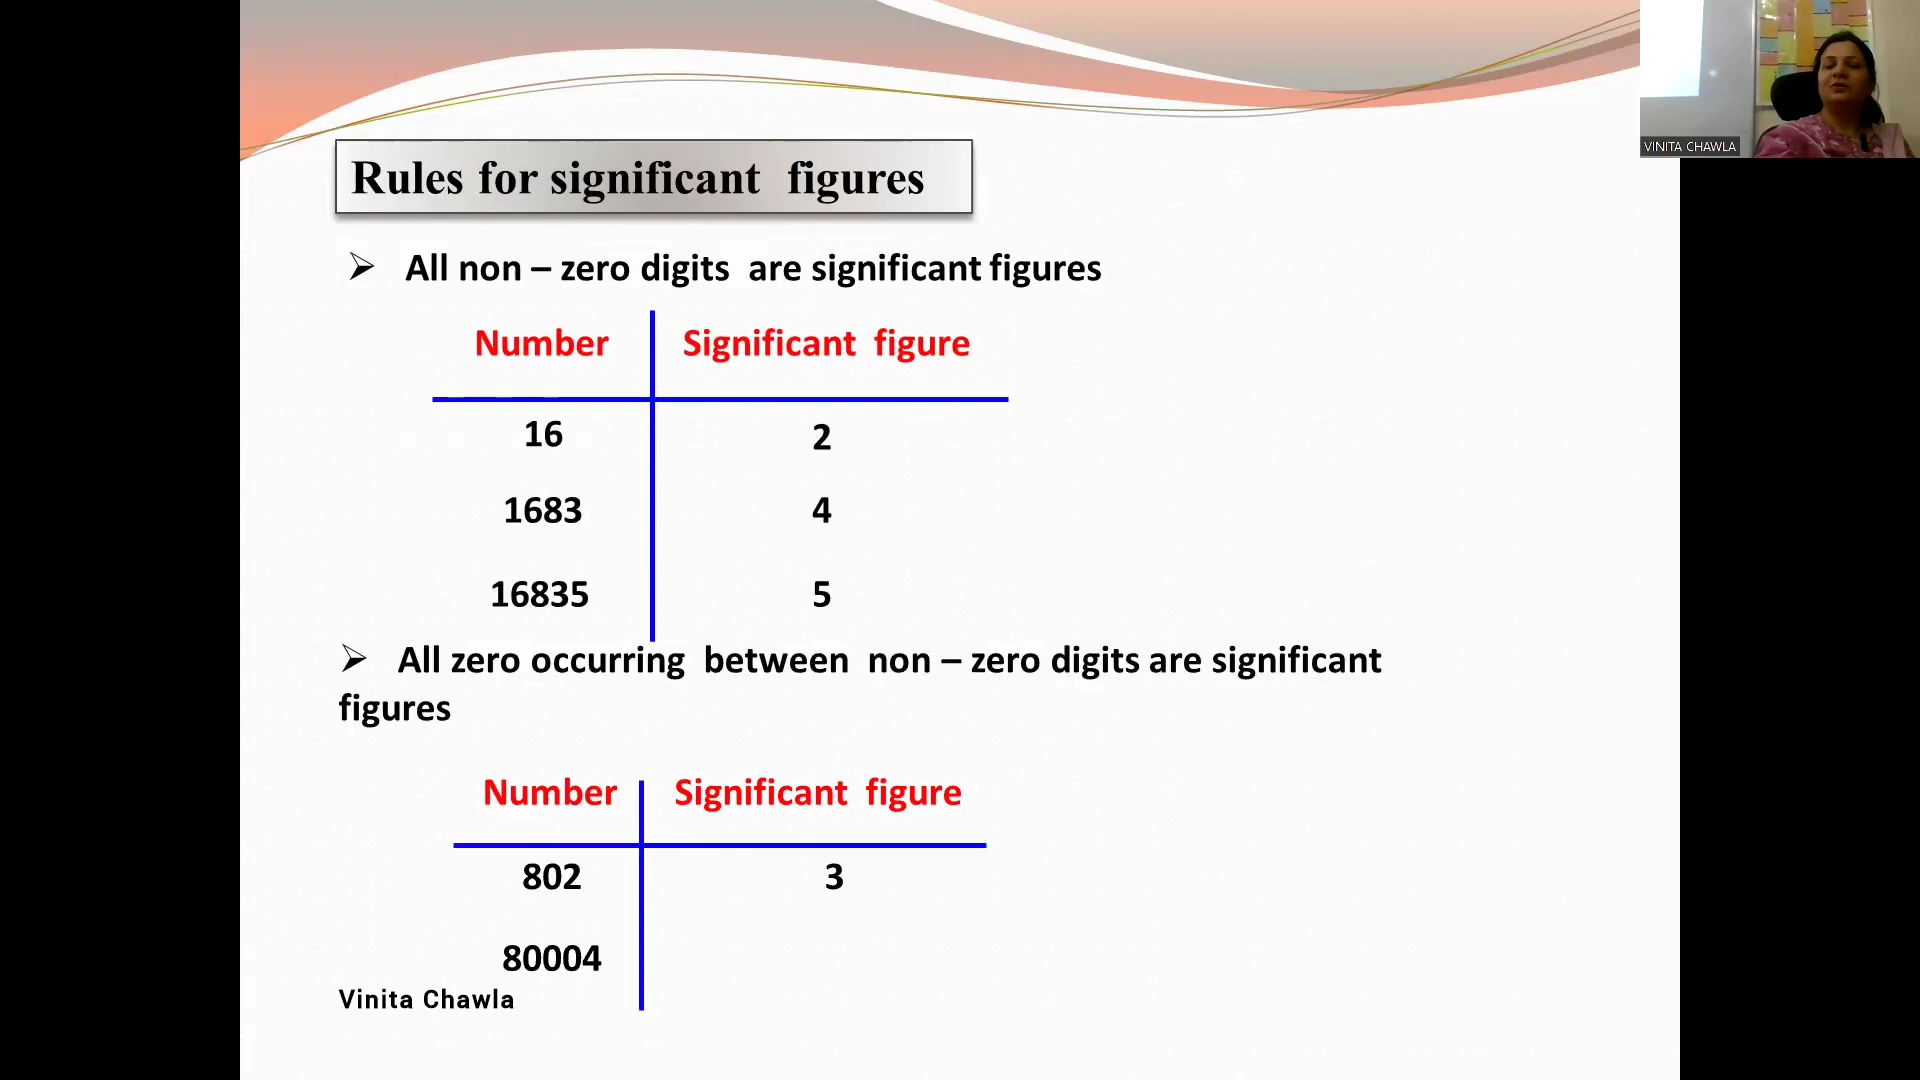 VINITA CHAWLA
Rules for significant figures
➢ All non – zero digits are significant figures
Number Significant figure
16 2
1683 4
16835 5
➢ All zero occurring between non – zero digits are significant
figures
Number Significant figure
802 3
80004
Vinita Chawla